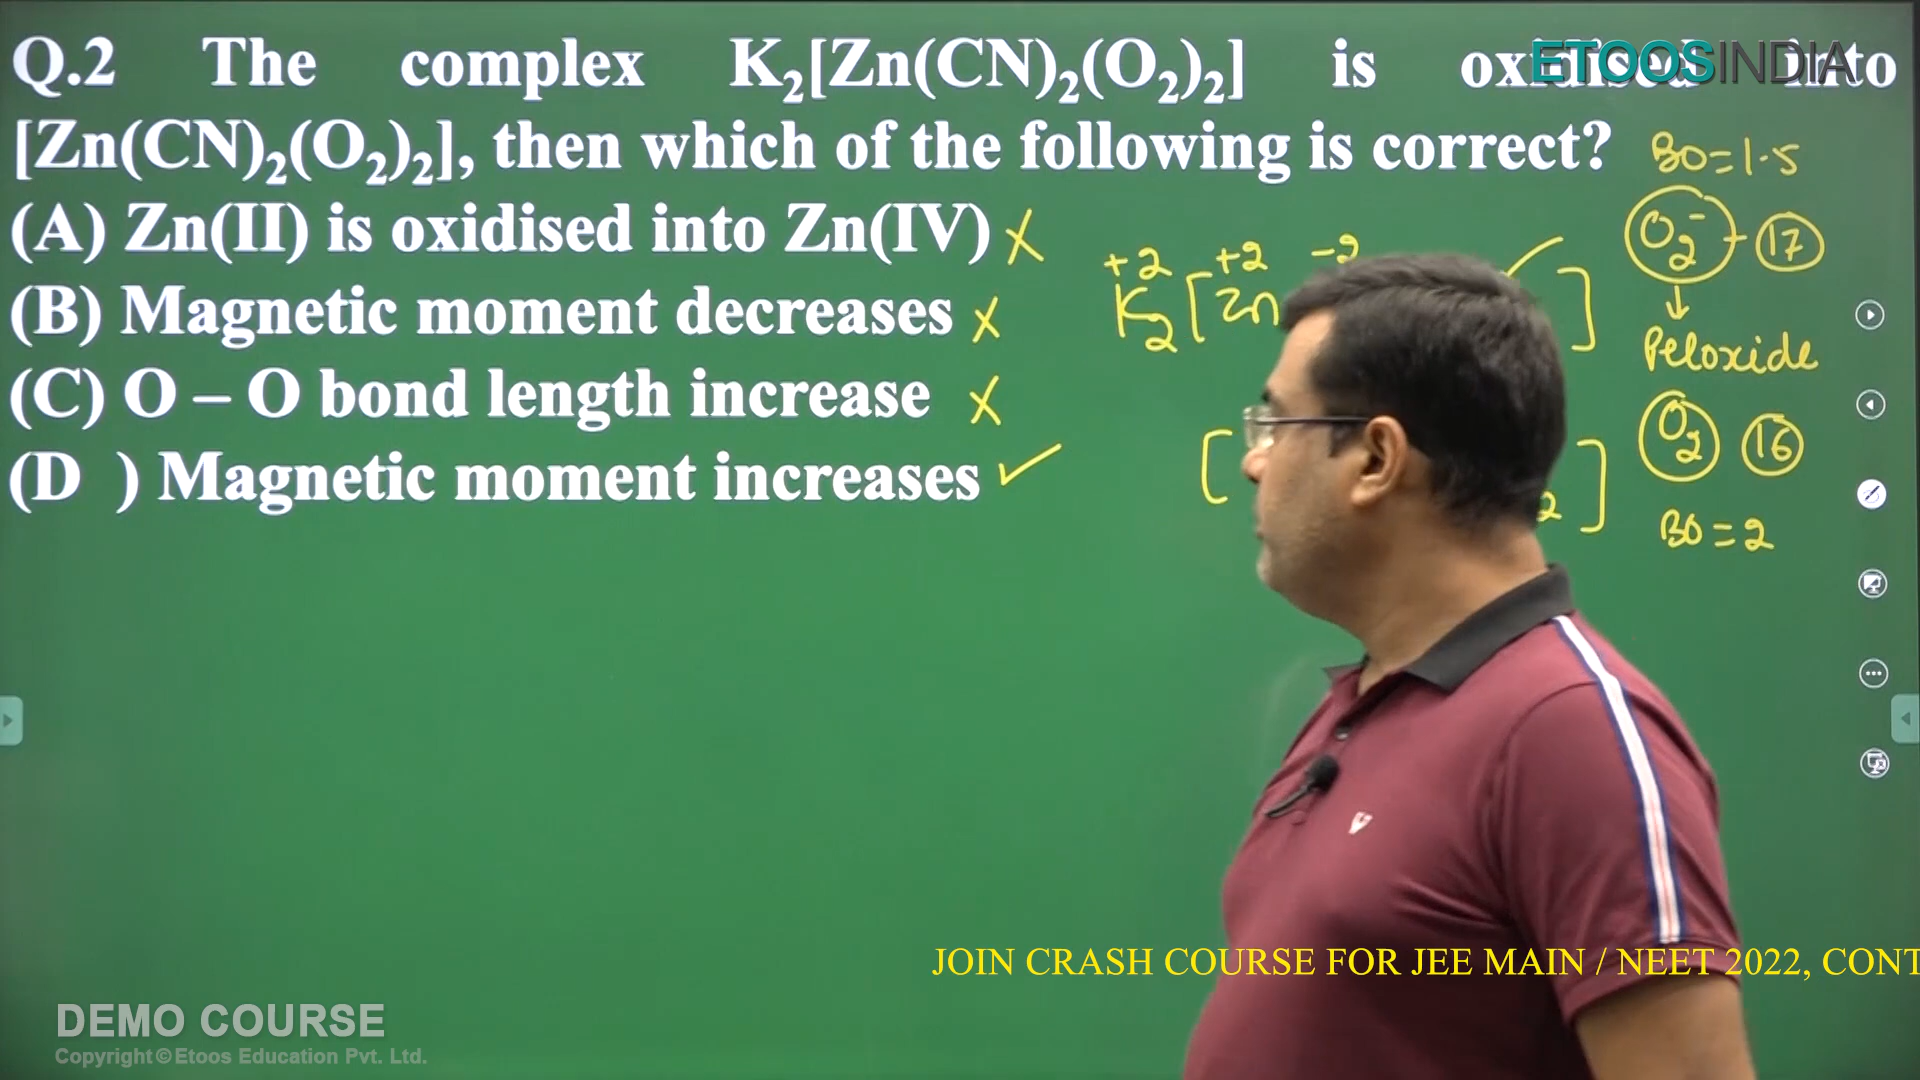 Q.2 The complex K₂[Zn(CN)₂(O₂)₂] is oxidised into
ETOOSINDIA
[Zn(CN)₂(O₂)₂], then which of the following is correct?
(A) Zn(II) is oxidised into Zn(IV) X
(B) Magnetic moment decreases X
(C) O – O bond length increase X
(D ) Magnetic moment increases ✓
BO = 1.5
O₂⁻ - 17
↓
Peroxide
O₂ 16
BO = 2
+2 +2 -2
K₂[Zn ✓ ]
[ 2 ]
JOIN CRASH COURSE FOR JEE MAIN / NEET 2022, CONT
DEMO COURSE
Copyright © Etoos Education Pvt. Ltd.